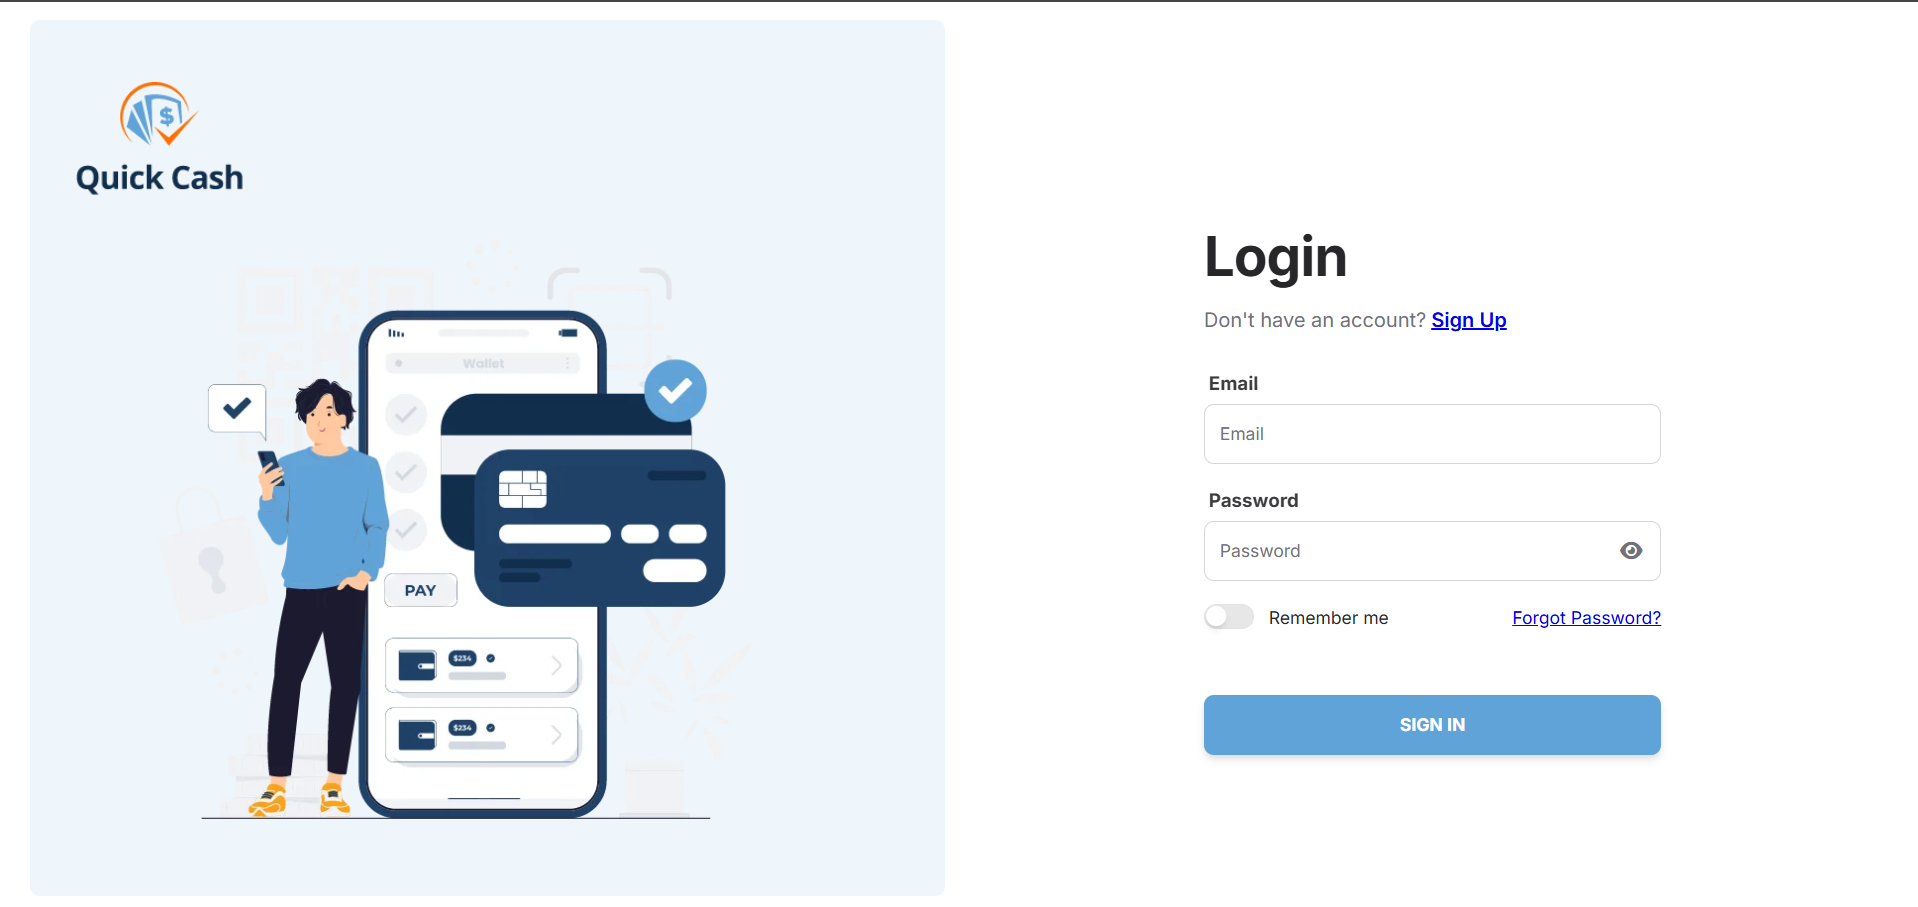 Quick Cash
Wallet
PAY
$234
$234
Login
Don't have an account? Sign Up
Email
Email
Password
Password
Remember me
Forgot Password?
SIGN IN